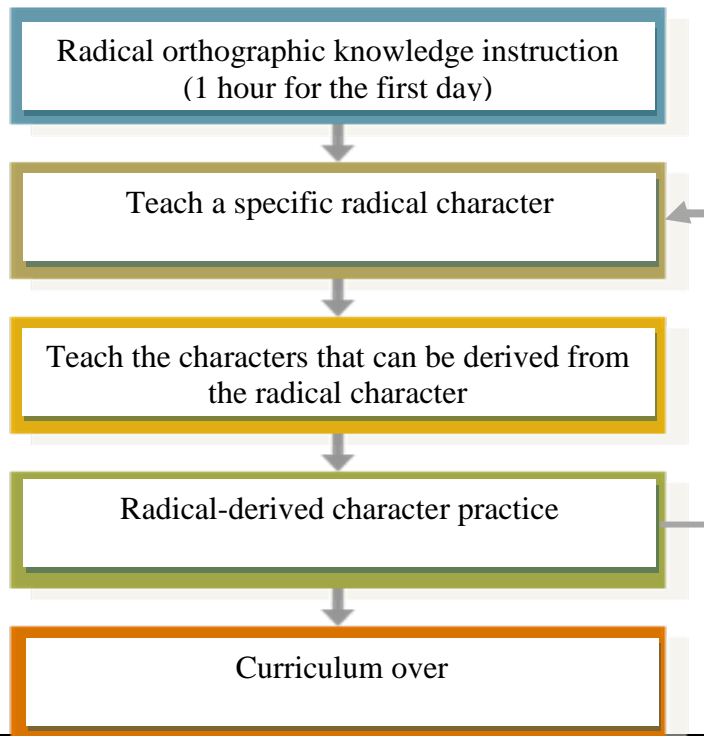 Radical orthographic knowledge instruction
(1 hour for the first day)
Teach a specific radical character
Teach the characters that can be derived from
the radical character
Radical-derived character practice
Curriculum over